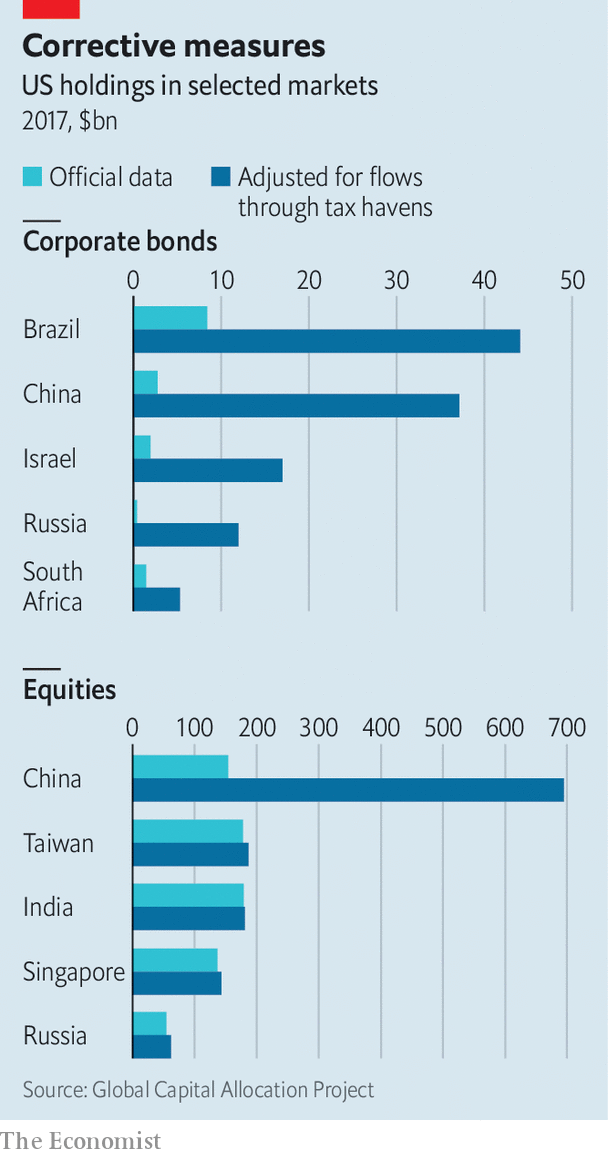 Corrective measures
US holdings in selected markets
2017, $bn
Official data
Adjusted for flows
through tax havens
Corporate bonds
0 10 20 30 40 50
Brazil
China
Israel
Russia
South
Africa
Equities
0 100 200 300 400 500 600 700
China
Taiwan
India
Singapore
Russia
Source: Global Capital Allocation Project
The Economist